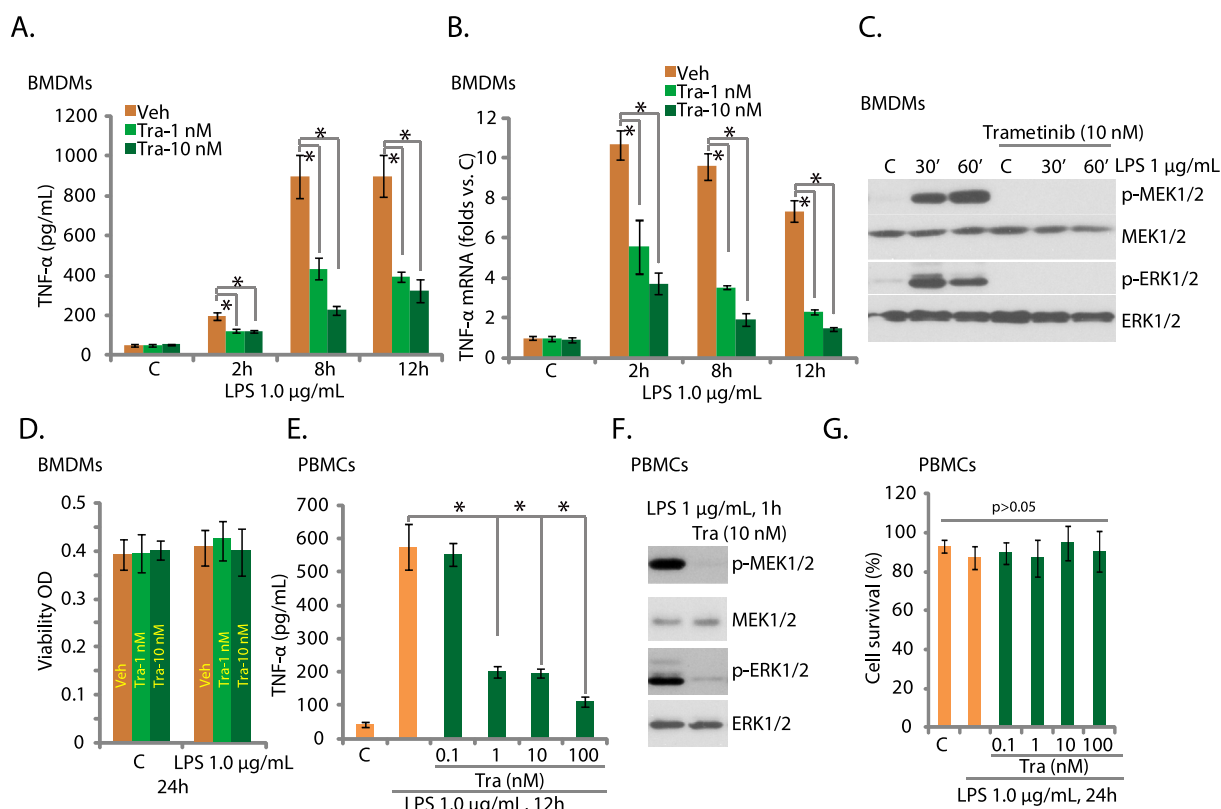 A.
BMDMs
Veh
Tra-1 nM
Tra-10 nM
TNF-α (pg/mL)
1200
1000
800
600
400
200
0
* * * * * *
C 2h 8h 12h
LPS 1.0 µg/mL
B.
BMDMs
Veh
Tra-1 nM
Tra-10 nM
TNF-α mRNA (folds vs. C)
12
10
8
6
4
2
0
* * * * * *
C 2h 8h 12h
LPS 1.0 µg/mL
C.
BMDMs
Trametinib (10 nM)
C 30’ 60’ C 30’ 60’ LPS 1 µg/mL
p-MEK1/2
MEK1/2
p-ERK1/2
ERK1/2
D.
BMDMs
Viability OD
0.5
0.4
0.3
0.2
0.1
0
Veh Tra-1 nM Tra-10 nM Veh Tra-1 nM Tra-10 nM
C LPS 1.0 µg/mL
24h
E.
PBMCs
TNF-α (pg/mL)
700
600
500
400
300
200
100
0
* * *
C 0.1 1 10 100
Tra (nM)
LPS 1.0 µg/mL, 12h
F.
PBMCs
LPS 1 µg/mL, 1h
Tra (10 nM)
p-MEK1/2
MEK1/2
p-ERK1/2
ERK1/2
G.
PBMCs
Cell survival (%)
120
100
80
60
40
20
0
p>0.05
C 0.1 1 10 100
Tra (nM)
LPS 1.0 µg/mL, 24h